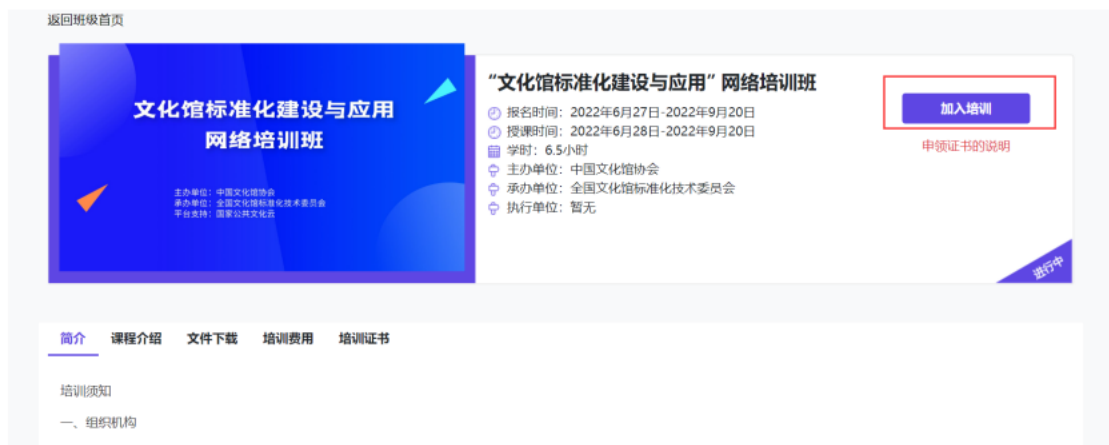 返回班级首页
文化馆标准化建设与应用
网络培训班
主办单位：中国文化馆协会
承办单位：全国文化馆标准化技术委员会
平台支持：国家公共文化云
“文化馆标准化建设与应用”网络培训班
报名时间：2022年6月27日-2022年9月20日
授课时间：2022年6月28日-2022年9月20日
学时：6.5小时
主办单位：中国文化馆协会
承办单位：全国文化馆标准化技术委员会
执行单位：暂无
加入培训
申领证书的说明
进行中
简介 课程介绍 文件下载 培训费用 培训证书
培训须知
一、组织机构